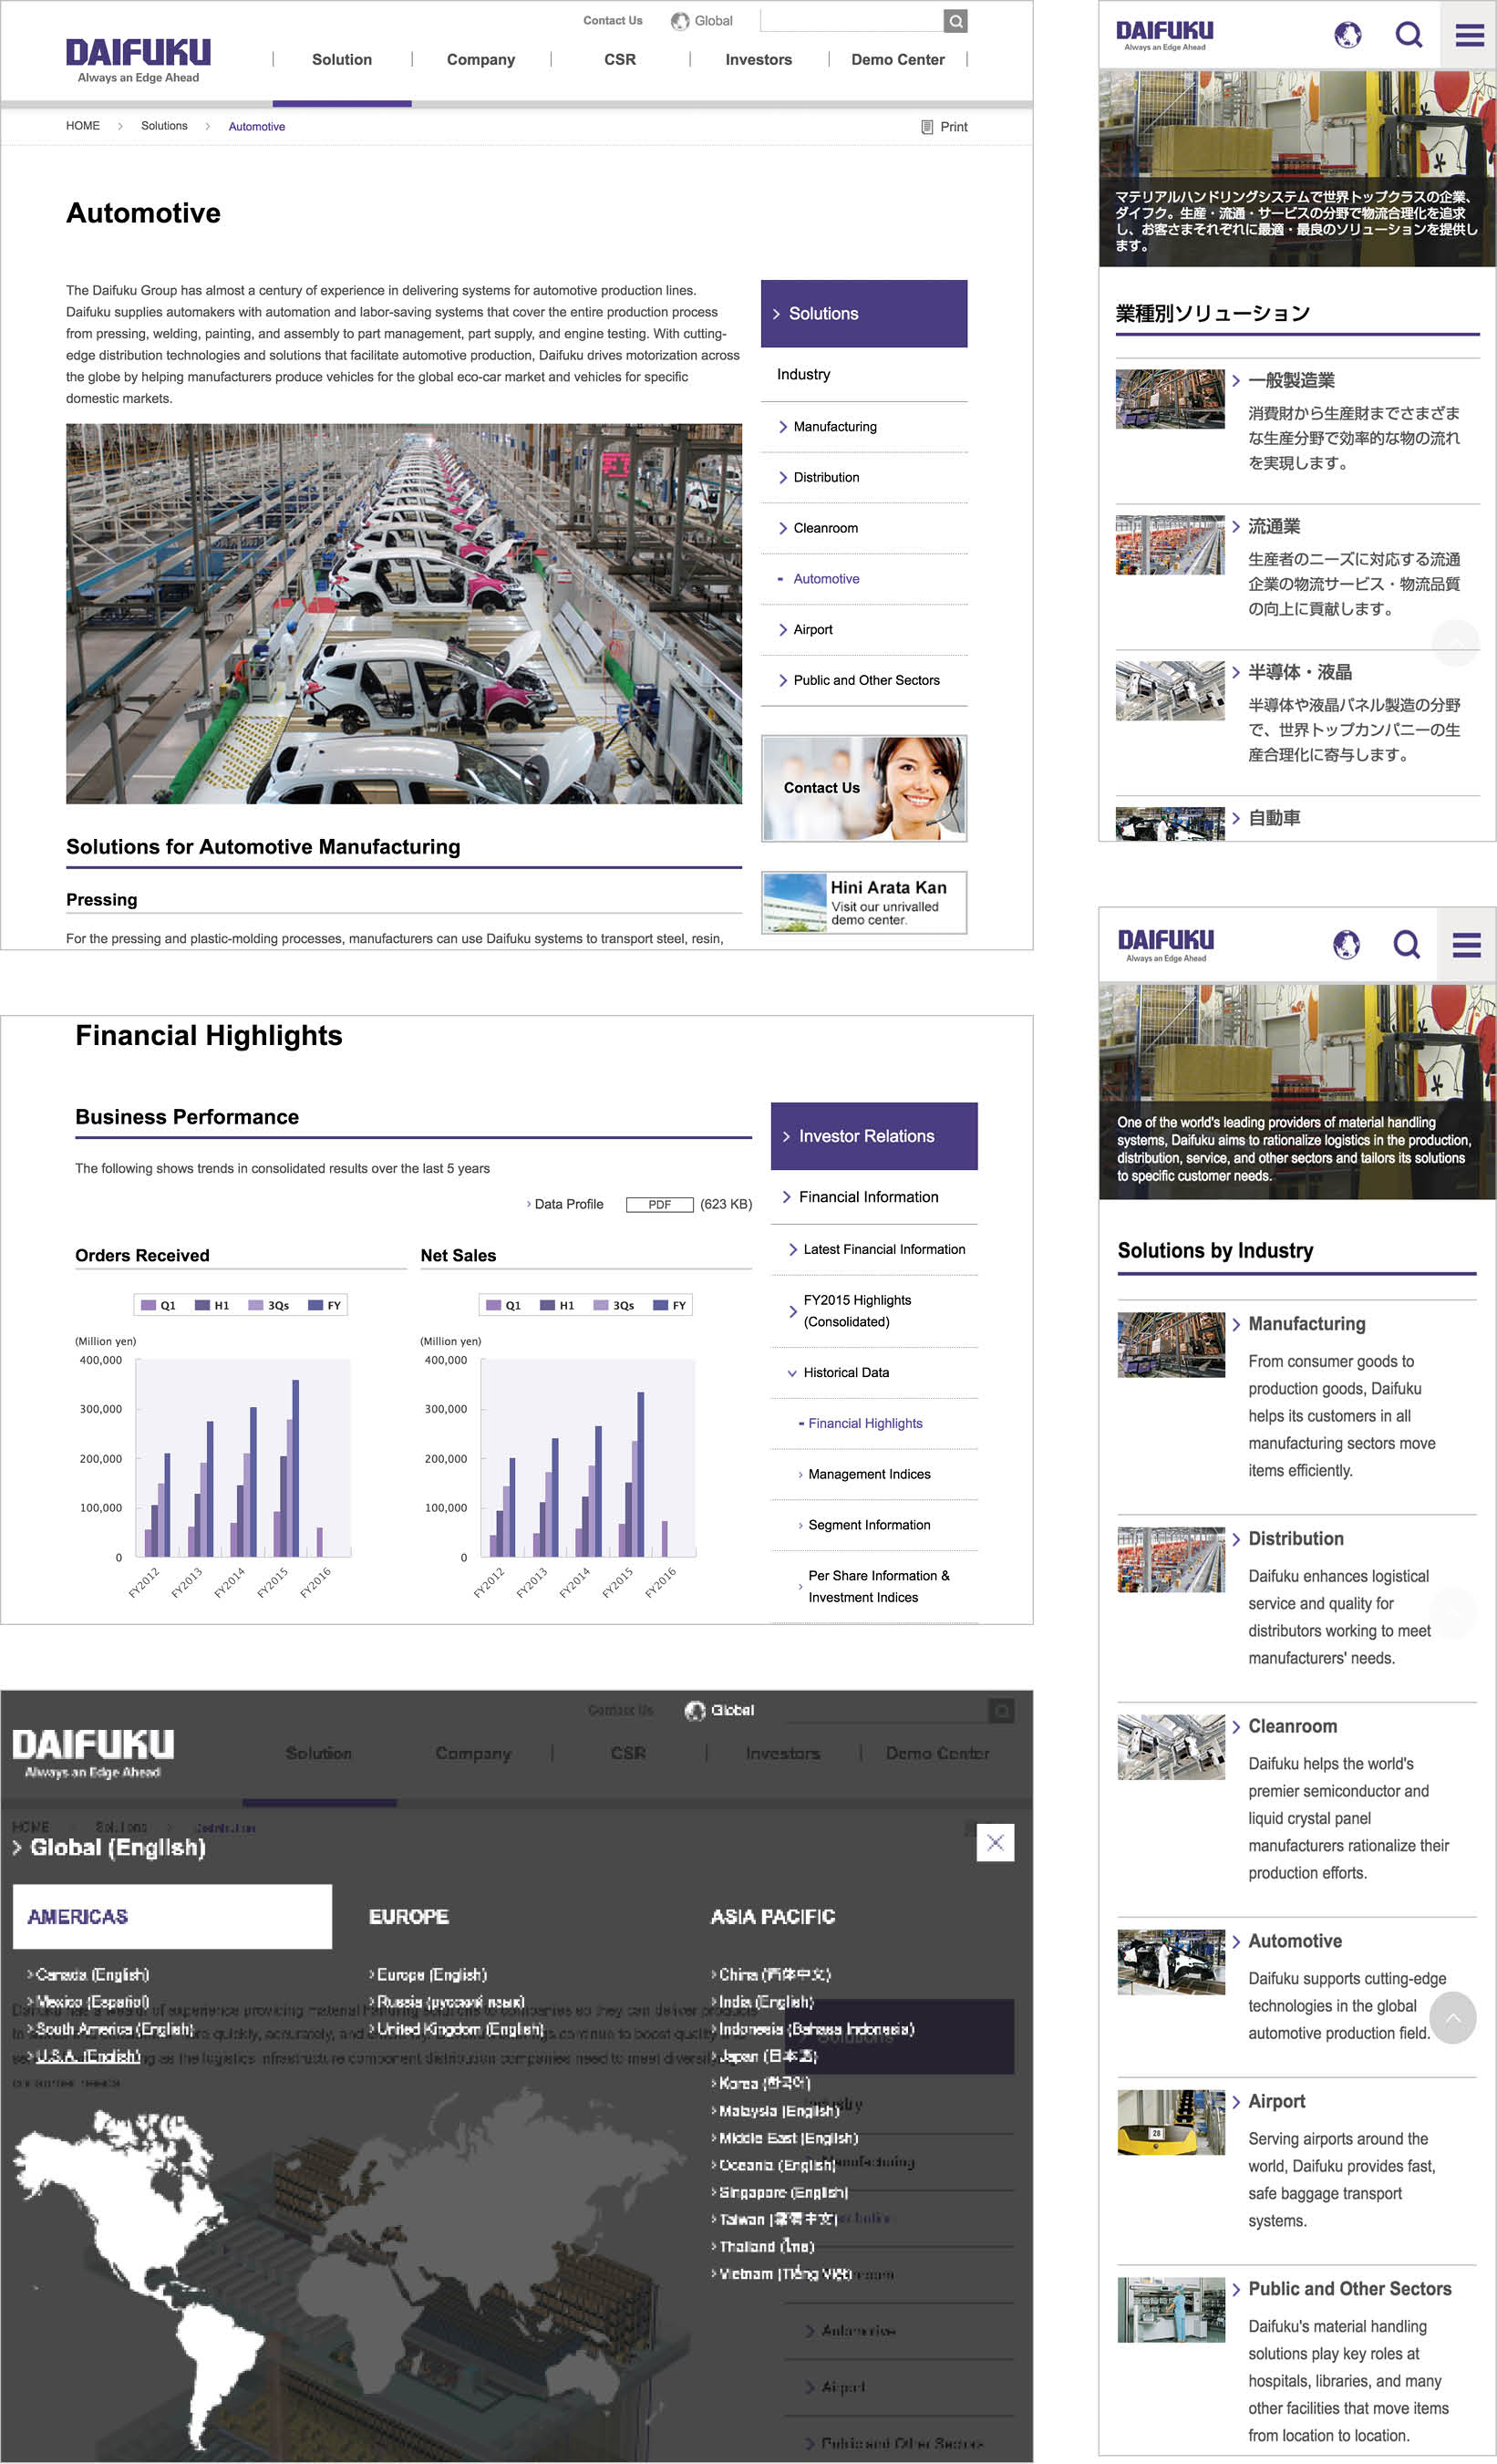 Contact Us
Global
DAIFUKU
Always an Edge Ahead
Solution
Company
CSR
Investors
Demo Center
HOME
Solutions
Automotive
Print
Automotive
The Daifuku Group has almost a century of experience in delivering systems for automotive production lines.
Daifuku supplies automakers with automation and labor-saving systems that cover the entire production process
from pressing, welding, painting, and assembly to part management, part supply, and engine testing. With cutting-
edge distribution technologies and solutions that facilitate automotive production, Daifuku drives motorization across
the globe by helping manufacturers produce vehicles for the global eco-car market and vehicles for specific
domestic markets.
Solutions for Automotive Manufacturing
Pressing
For the pressing and plastic-molding processes, manufacturers can use Daifuku systems to transport steel, resin,
Solutions
Industry
Manufacturing
Distribution
Cleanroom
Automotive
Airport
Public and Other Sectors
Contact Us
Hini Arata Kan
Visit our unrivalled
demo center.
Financial Highlights
Business Performance
The following shows trends in consolidated results over the last 5 years
Data Profile
PDF
(623 KB)
Orders Received
Q1 H1 3Qs FY
(Million yen)
400,000
300,000
200,000
100,000
0
FY2012
FY2013
FY2014
FY2015
FY2016
Net Sales
Q1 H1 3Qs FY
(Million yen)
400,000
300,000
200,000
100,000
0
FY2012
FY2013
FY2014
FY2015
FY2016
Investor Relations
Financial Information
Latest Financial Information
FY2015 Highlights
(Consolidated)
Historical Data
Financial Highlights
Management Indices
Segment Information
Per Share Information &
Investment Indices
Contact Us
Global
DAIFUKU
Always an Edge Ahead
Solution
Company
CSR
Investors
Demo Center
HOME
Solutions
Global (English)
AMERICAS
Canada (English)
Mexico (Español)
South America (English)
U.S.A. (English)
EUROPE
Europe (English)
Russia (русский язык)
United Kingdom (English)
ASIA PACIFIC
China (简体中文)
India (English)
Indonesia (Bahasa Indonesia)
Japan (日本語)
Korea (한국어)
Malaysia (English)
Middle East (English)
Oceania (English)
Singapore (English)
Taiwan (繁體中文)
Thailand (ไทย)
Vietnam (Tiếng Việt)
Automotive
Airport
Public and Other Sectors
DAIFUKU
Always an Edge Ahead
マテリアルハンドリングシステムで世界トップクラスの企業、
ダイフク。生産・流通・サービスの分野で物流合理化を追求
し、お客さまそれぞれに最適・最良のソリューションを提供し
ます。
業種別ソリューション
一般製造業
消費財から生産財までさまざま
な生産分野で効率的な物の流れ
を実現します。
流通業
生産者のニーズに対応する流通
企業の物流サービス・物流品質
の向上に貢献します。
半導体・液晶
半導体や液晶パネル製造の分野
で、世界トップカンパニーの生
産合理化に寄与します。
自動車
DAIFUKU
Always an Edge Ahead
One of the world's leading providers of material handling
systems, Daifuku aims to rationalize logistics in the production,
distribution, service, and other sectors and tailors its solutions
to specific customer needs.
Solutions by Industry
Manufacturing
From consumer goods to
production goods, Daifuku
helps its customers in all
manufacturing sectors move
items efficiently.
Distribution
Daifuku enhances logistical
service and quality for
distributors working to meet
manufacturers' needs.
Cleanroom
Daifuku helps the world's
premier semiconductor and
liquid crystal panel
manufacturers rationalize their
production efforts.
Automotive
Daifuku supports cutting-edge
technologies in the global
automotive production field.
Airport
28
Serving airports around the
world, Daifuku provides fast,
safe baggage transport
systems.
Public and Other Sectors
Daifuku's material handling
solutions play key roles at
hospitals, libraries, and many
other facilities that move items
from location to location.